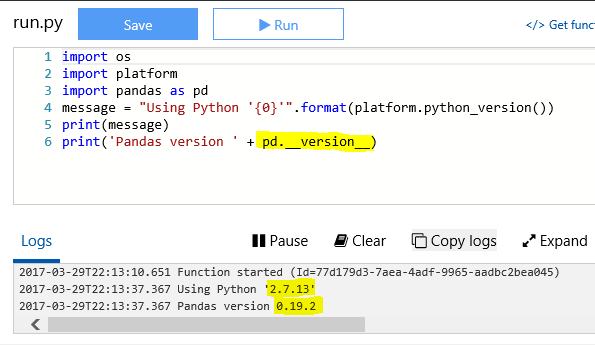 run.py Save Run </> Get func
1 import os
2 import platform
3 import pandas as pd
4 message = "Using Python '{0}'".format(platform.python_version())
5 print(message)
6 print('Pandas version ' + pd.__version__)
Logs Pause Clear Copy logs Expand
2017-03-29T22:13:10.651 Function started (Id=77d179d3-7aea-4adf-9965-aadbc2bea045)
2017-03-29T22:13:37.367 Using Python '2.7.13'
2017-03-29T22:13:37.367 Pandas version 0.19.2